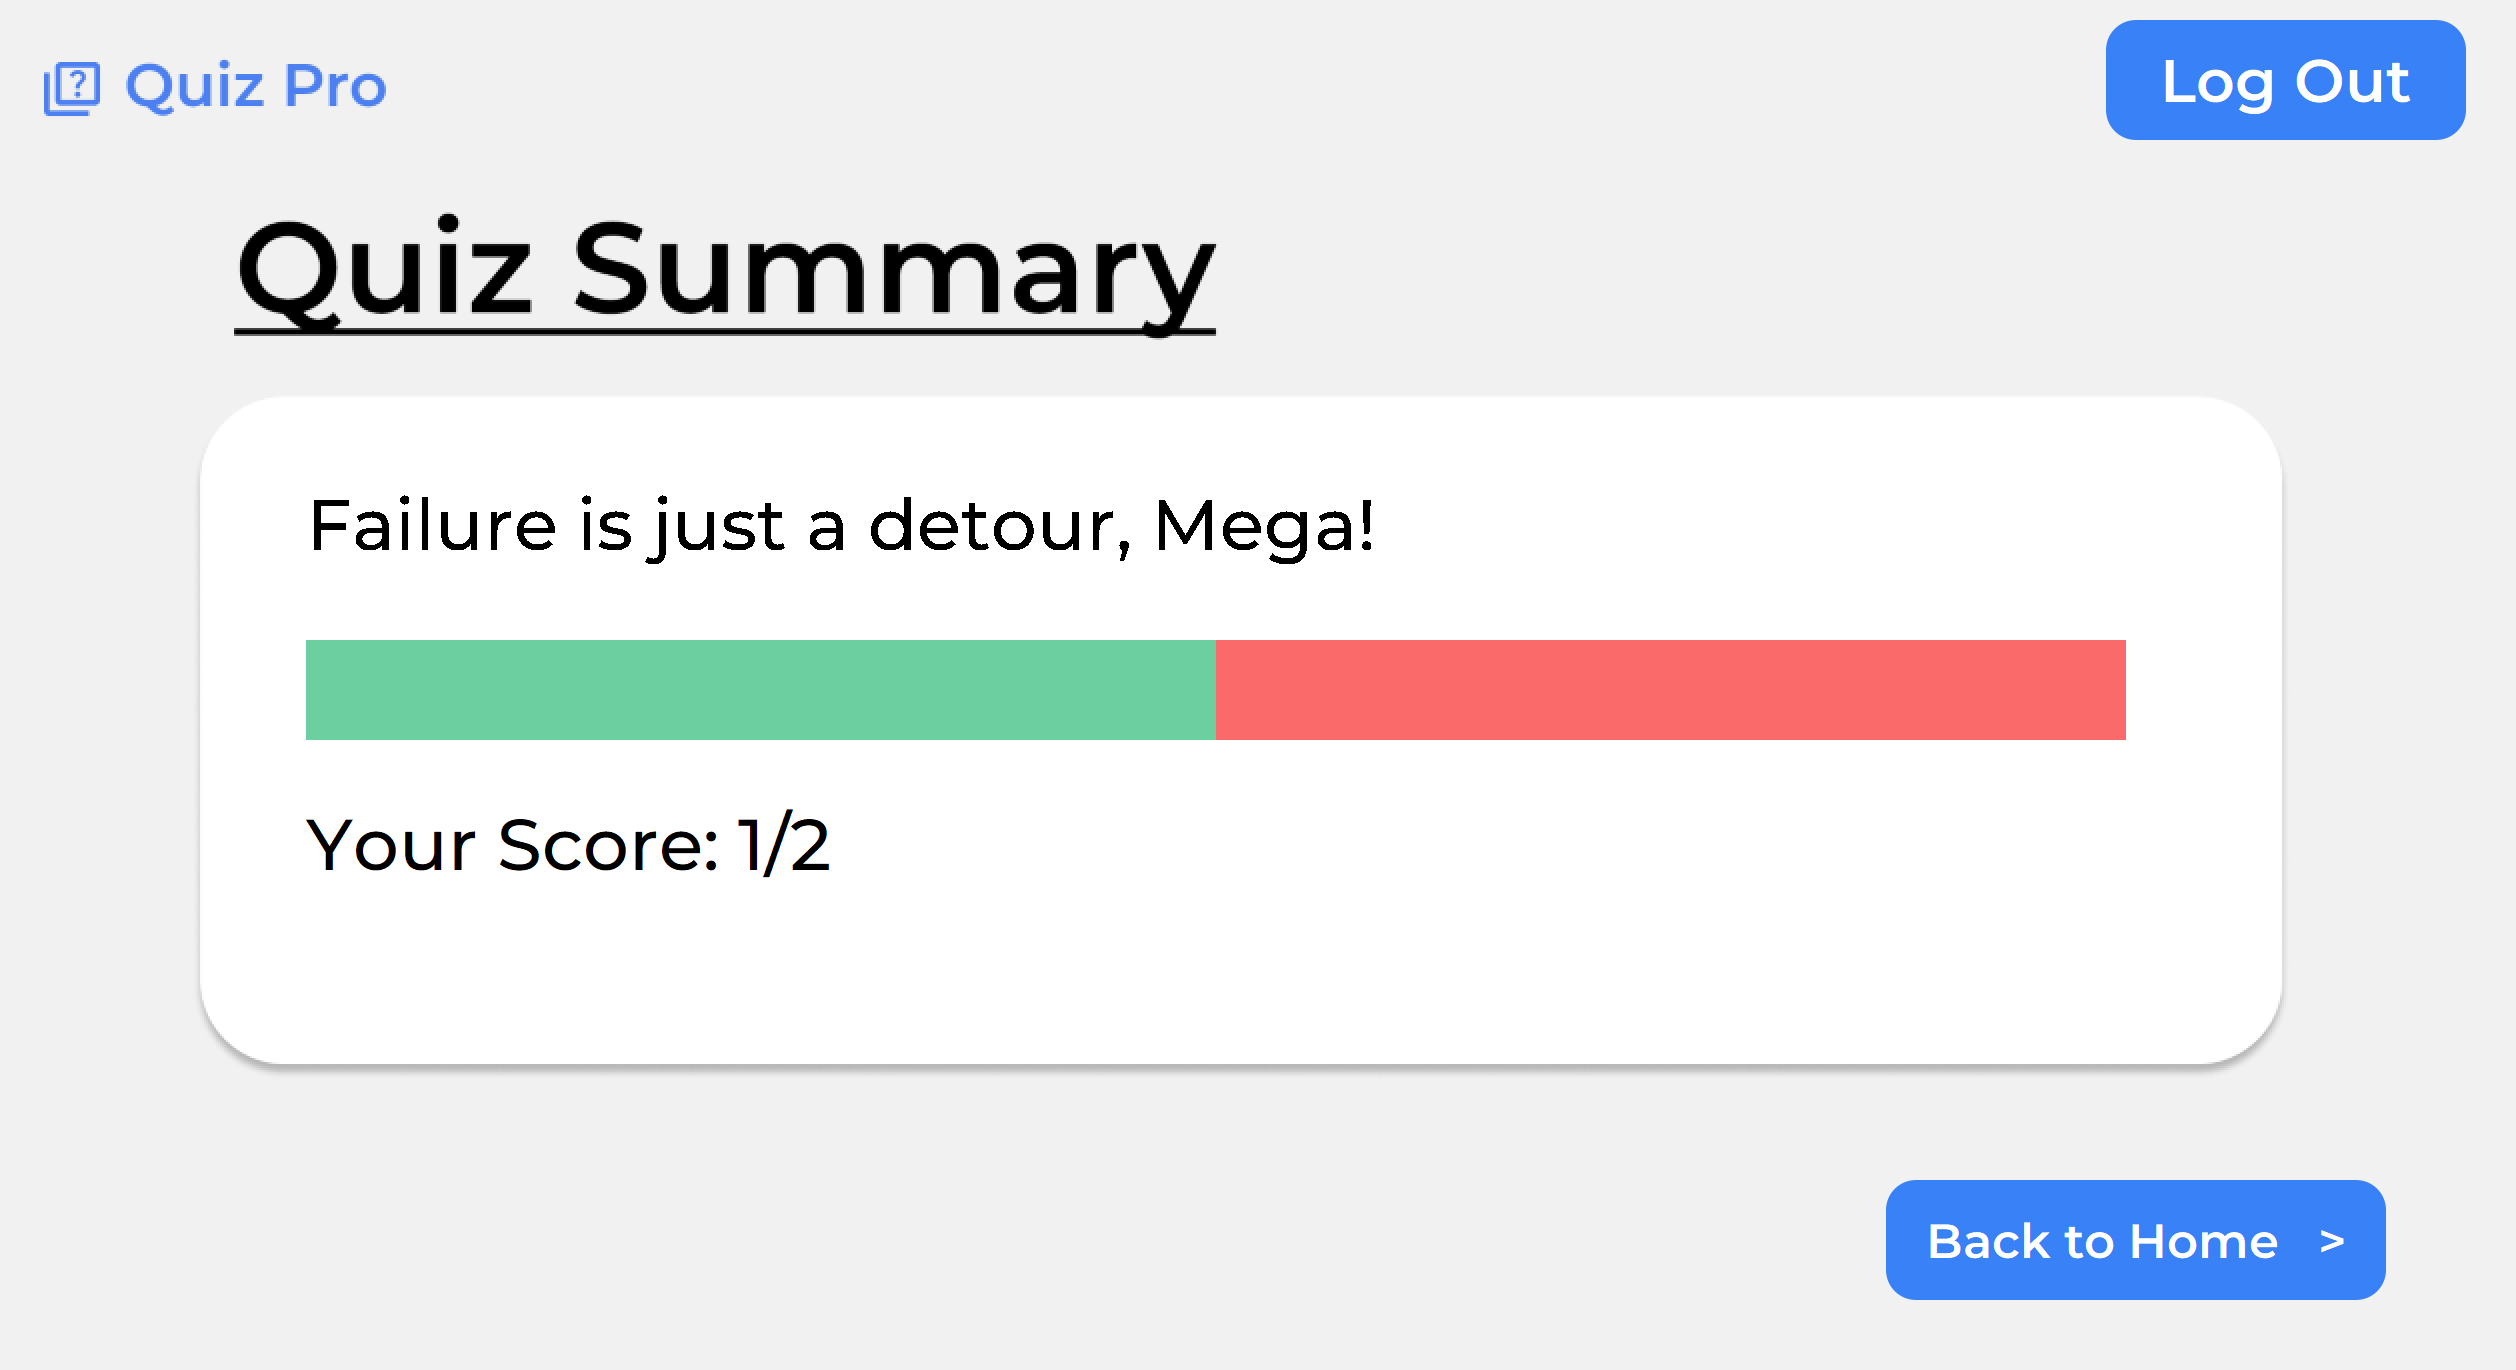 Quiz Pro
Log Out
Quiz Summary
Failure is just a detour, Mega!
Your Score: 1/2
Back to Home >